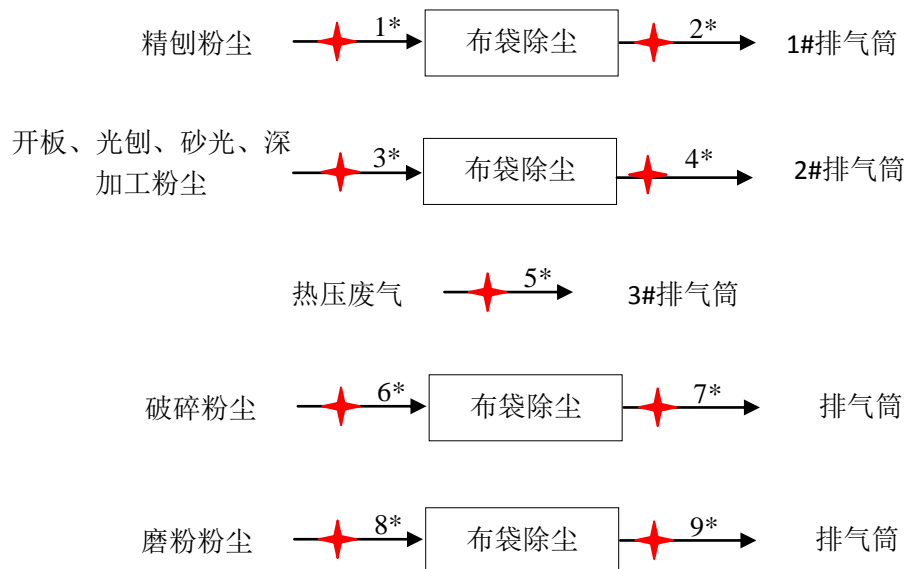 精刨粉尘 1* 布袋除尘 2* 1#排气筒
开板、光刨、砂光、深
加工粉尘 3* 布袋除尘 4* 2#排气筒
热压废气 5* 3#排气筒
破碎粉尘 6* 布袋除尘 7* 排气筒
磨粉粉尘 8* 布袋除尘 9* 排气筒